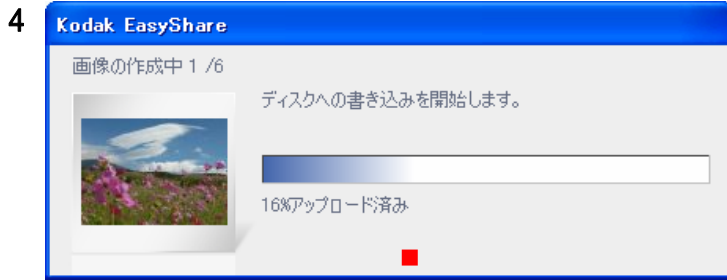 4
Kodak EasyShare
画像の作成中 1 /6
ディスクへの書き込みを開始します。
16%アップロード済み